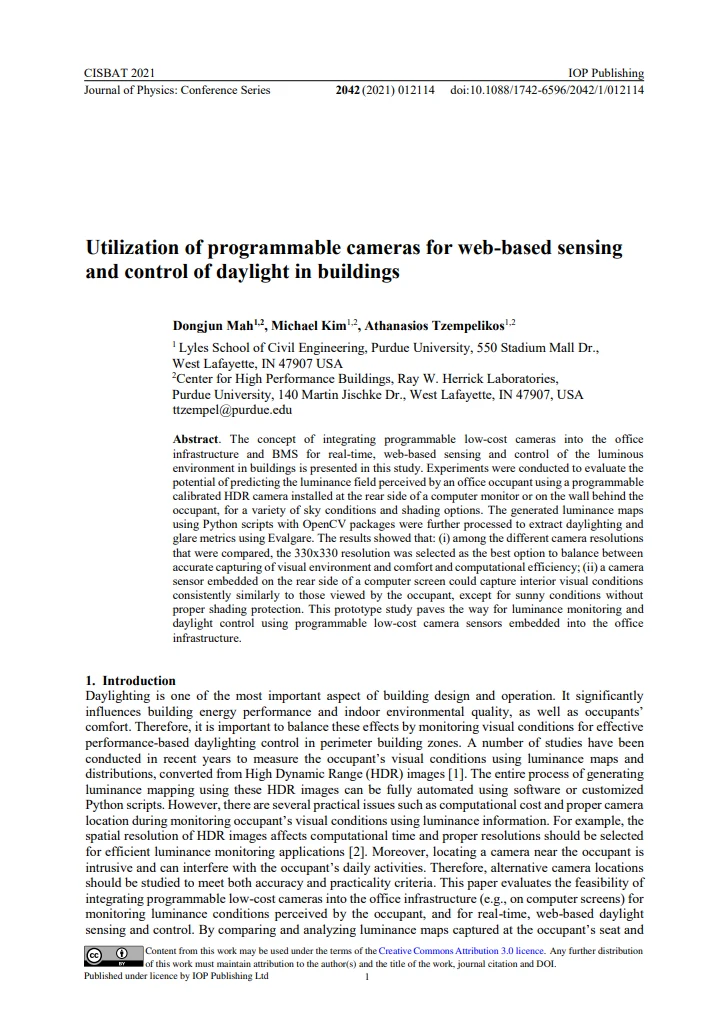 CISBAT 2021
IOP Publishing
Journal of Physics: Conference Series
2042 (2021) 012114
doi:10.1088/1742-6596/2042/1/012114
Utilization of programmable cameras for web-based sensing
and control of daylight in buildings
Dongjun Mah1,2, Michael Kim1,2, Athanasios Tzempelikos1,2
1 Lyles School of Civil Engineering, Purdue University, 550 Stadium Mall Dr.,
West Lafayette, IN 47907 USA
2Center for High Performance Buildings, Ray W. Herrick Laboratories,
Purdue University, 140 Martin Jischke Dr., West Lafayette, IN 47907, USA
ttzempel@purdue.edu
Abstract. The concept of integrating programmable low-cost cameras into the office
infrastructure and BMS for real-time, web-based sensing and control of the luminous
environment in buildings is presented in this study. Experiments were conducted to evaluate the
potential of predicting the luminance field perceived by an office occupant using a programmable
calibrated HDR camera installed at the rear side of a computer monitor or on the wall behind the
occupant, for a variety of sky conditions and shading options. The generated luminance maps
using Python scripts with OpenCV packages were further processed to extract daylighting and
glare metrics using Evalgare. The results showed that: (i) among the different camera resolutions
that were compared, the 330x330 resolution was selected as the best option to balance between
accurate capturing of visual environment and comfort and computational efficiency; (ii) a camera
sensor embedded on the rear side of a computer screen could capture interior visual conditions
consistently similarly to those viewed by the occupant, except for sunny conditions without
proper shading protection. This prototype study paves the way for luminance monitoring and
daylight control using programmable low-cost camera sensors embedded into the office
infrastructure.
1. Introduction
Daylighting is one of the most important aspect of building design and operation. It significantly
influences building energy performance and indoor environmental quality, as well as occupants’
comfort. Therefore, it is important to balance these effects by monitoring visual conditions for effective
performance-based daylighting control in perimeter building zones. A number of studies have been
conducted in recent years to measure the occupant’s visual conditions using luminance maps and
distributions, converted from High Dynamic Range (HDR) images [1]. The entire process of generating
luminance mapping using these HDR images can be fully automated using software or customized
Python scripts. However, there are several practical issues such as computational cost and proper camera
location during monitoring occupant’s visual conditions using luminance information. For example, the
spatial resolution of HDR images affects computational time and proper resolutions should be selected
for efficient luminance monitoring applications [2]. Moreover, locating a camera near the occupant is
intrusive and can interfere with the occupant’s daily activities. Therefore, alternative camera locations
should be studied to meet both accuracy and practicality criteria. This paper evaluates the feasibility of
integrating programmable low-cost cameras into the office infrastructure (e.g., on computer screens) for
monitoring luminance conditions perceived by the occupant, and for real-time, web-based daylight
sensing and control. By comparing and analyzing luminance maps captured at the occupant’s seat and
cc BY
Content from this work may be used under the terms of the Creative Commons Attribution 3.0 licence. Any further distribution
of this work must maintain attribution to the author(s) and the title of the work, journal citation and DOI.
Published under licence by IOP Publishing Ltd
1